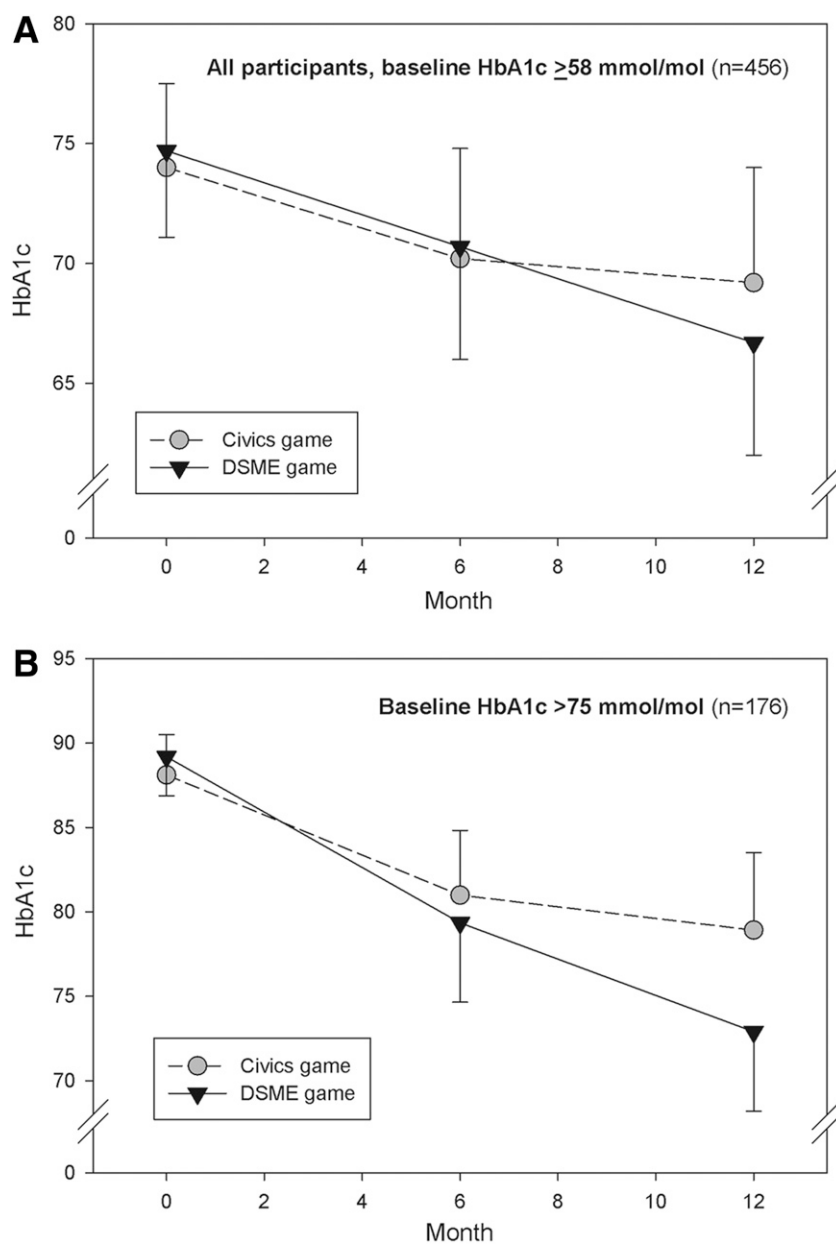 A
All participants, baseline HbA1c ≥58 mmol/mol (n=456)
80
75
70
65
0
HbA1c
Civics game
DSME game
0 2 4 6 8 10 12
Month
B
Baseline HbA1c >75 mmol/mol (n=176)
95
90
85
80
75
70
0
HbA1c
Civics game
DSME game
0 2 4 6 8 10 12
Month